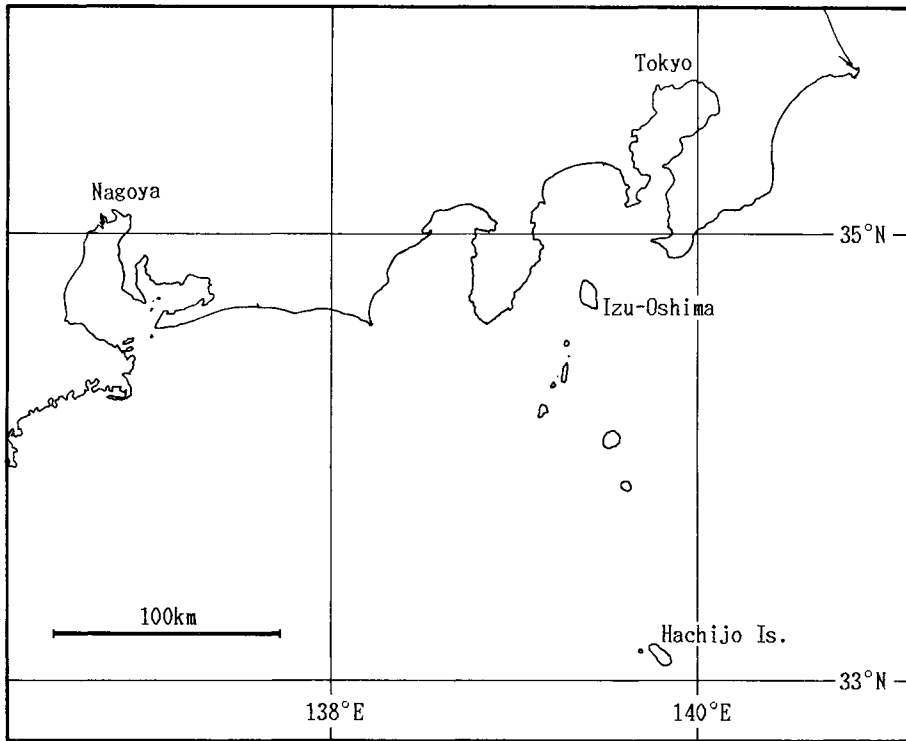 Tokyo
Nagoya
35°N
Izu-Oshima
100km
Hachijo Is.
33°N
138°E
140°E